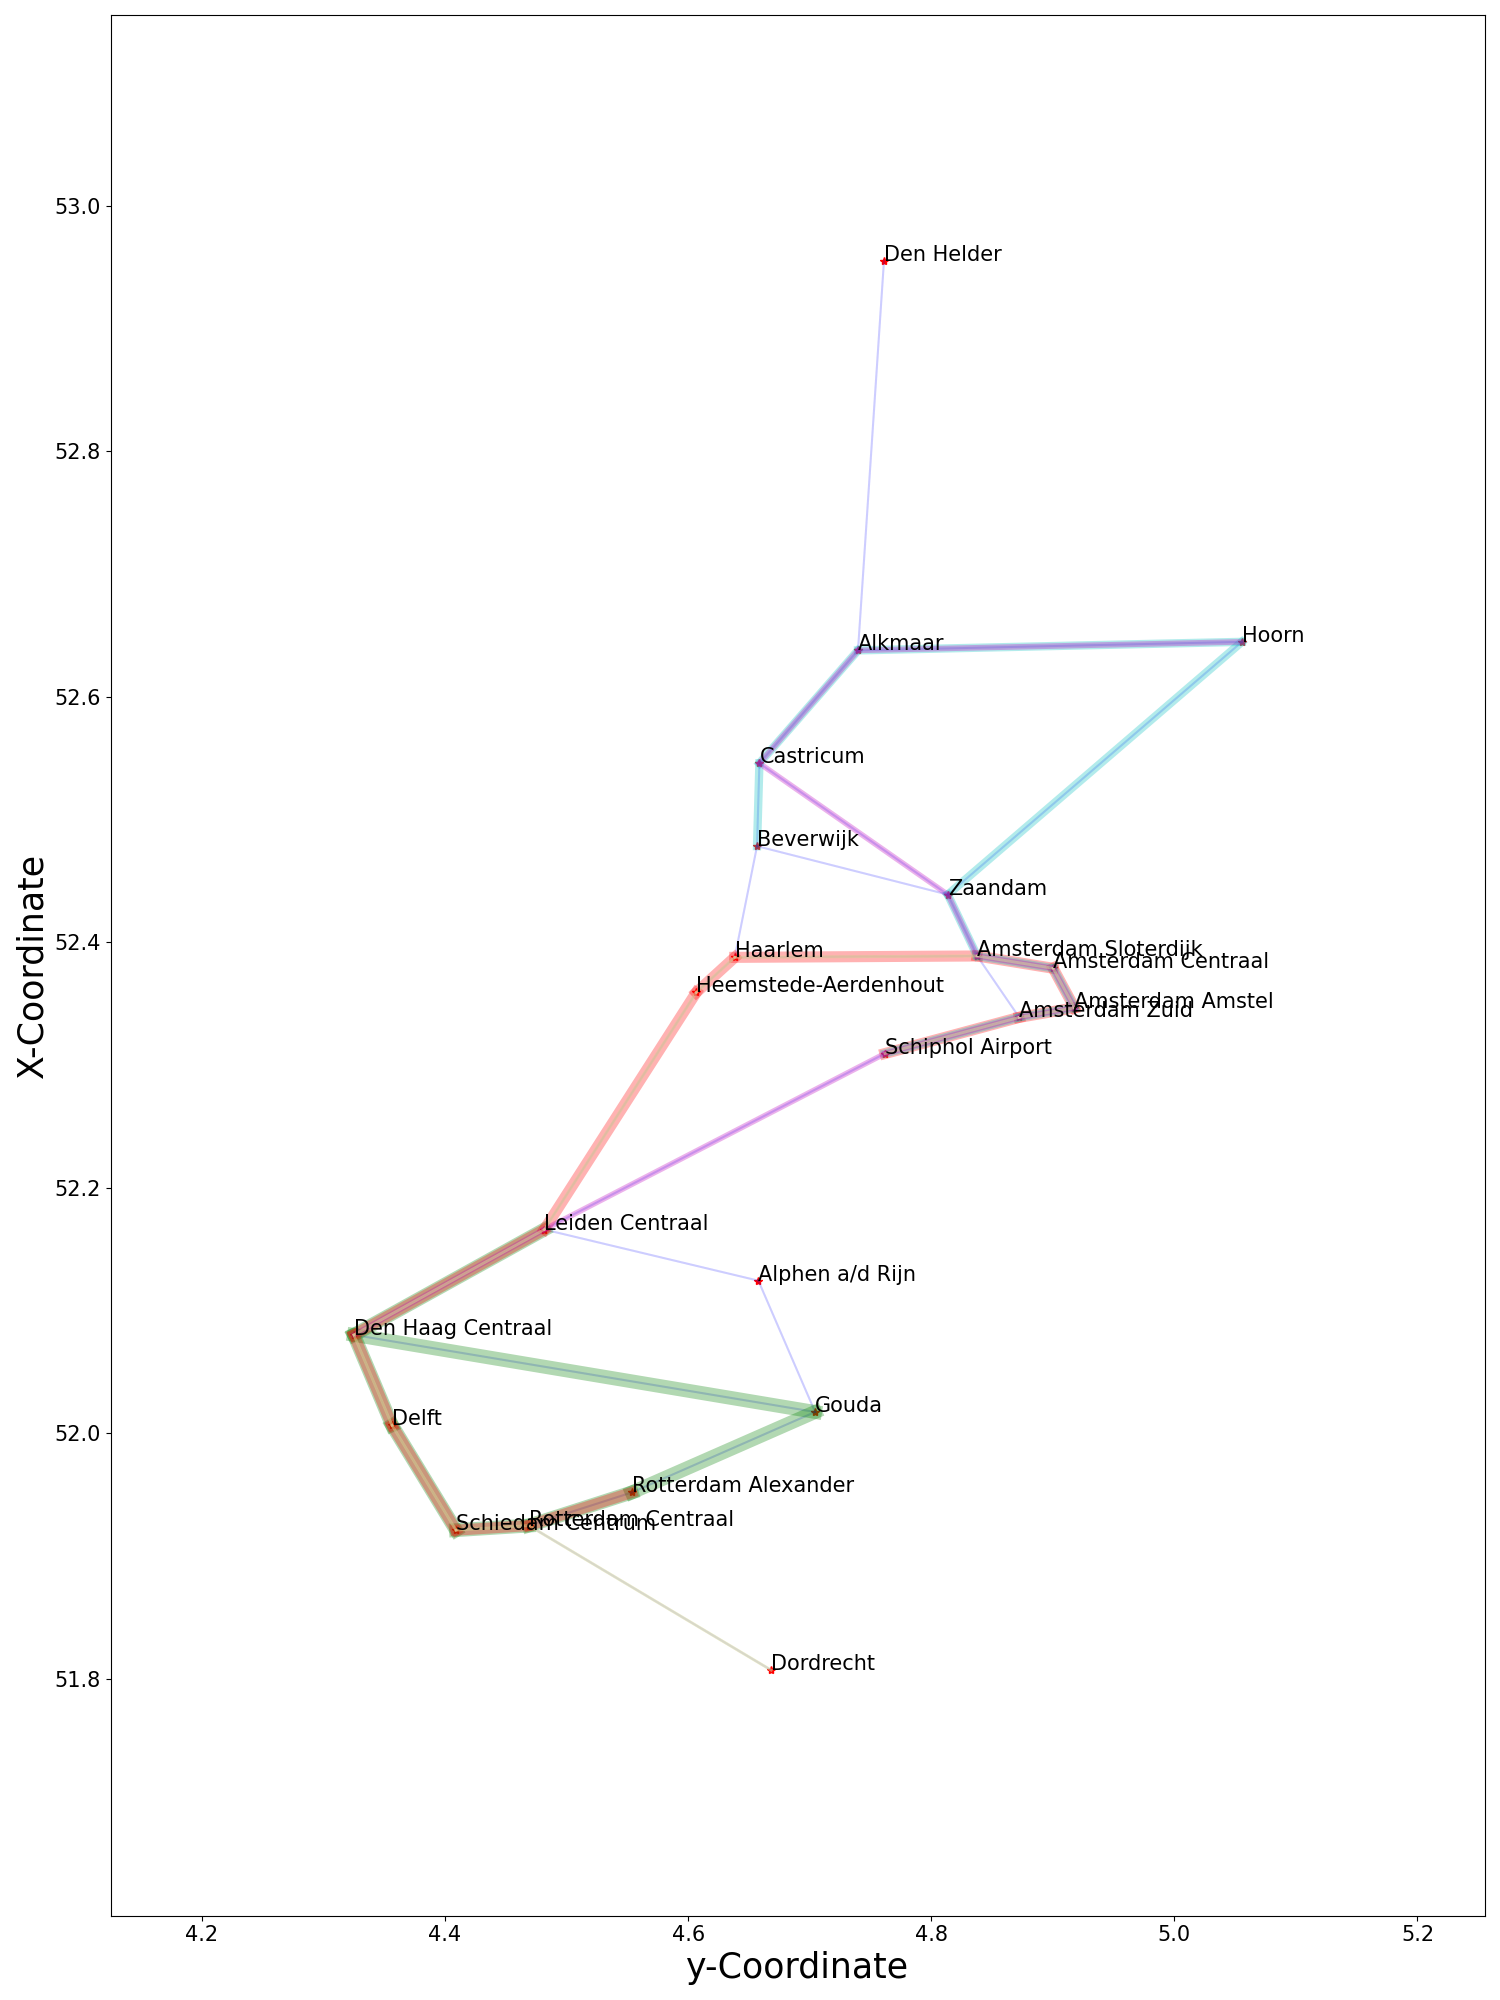 53.0
Den Helder
52.8
Hoorn
Alkmaar
52.6
Castricum
Beverwijk
Zaandam
52.4
Haarlem
Amsterdam Sloterdijk
Amsterdam Centraal
Heemstede-Aerdenhout
Amsterdam Amstel
Amsterdam Zuid
Schiphol Airport
X-Coordinate
52.2
Leiden Centraal
Alphen a/d Rijn
Den Haag Centraal
Gouda
Delft
52.0
Rotterdam Alexander
Rotterdam Centraal
Schiedam Centrum
Dordrecht
51.8
4.2 4.4 4.6 4.8 5.0 5.2
y-Coordinate